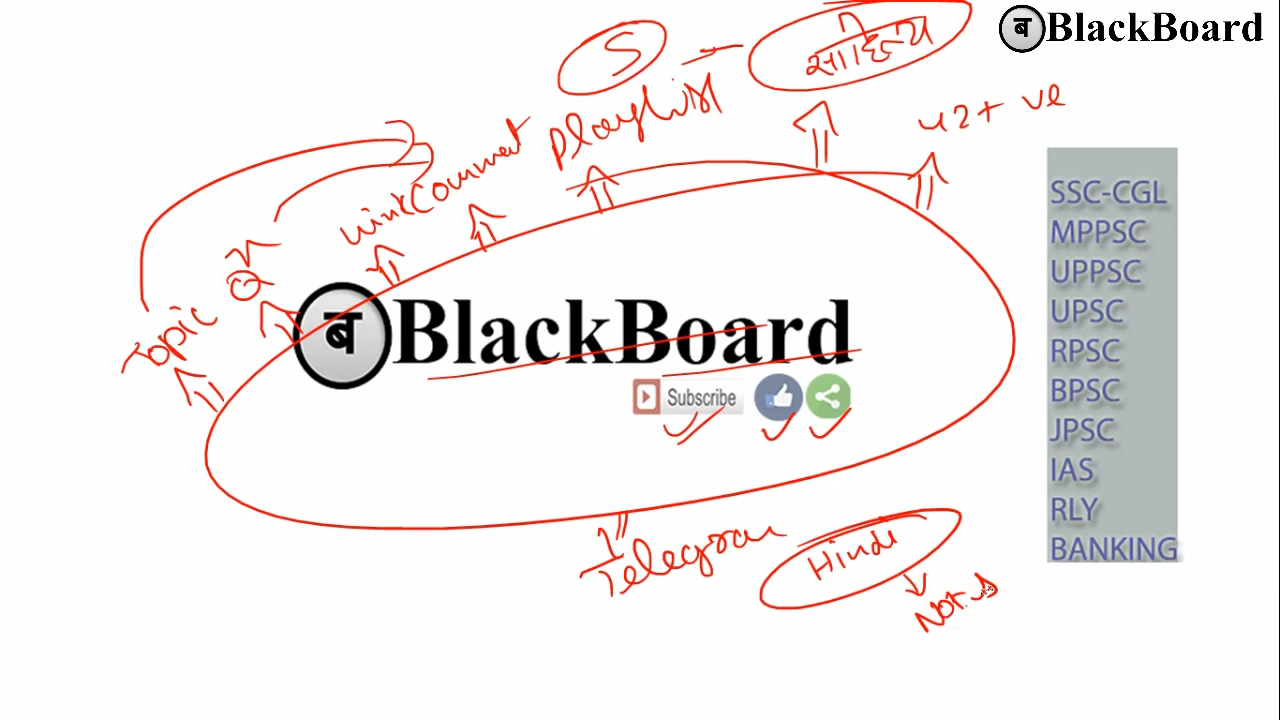 BlackBoard
ब
S
साहित्य
Playlist
Comment
Link
42+ ve
Topic
Q
ब
BlackBoard
Subscribe
SSC-CGL
MPPSC
UPPSC
UPSC
RPSC
BPSC
JPSC
IAS
RLY
BANKING
Telegram
Hindi